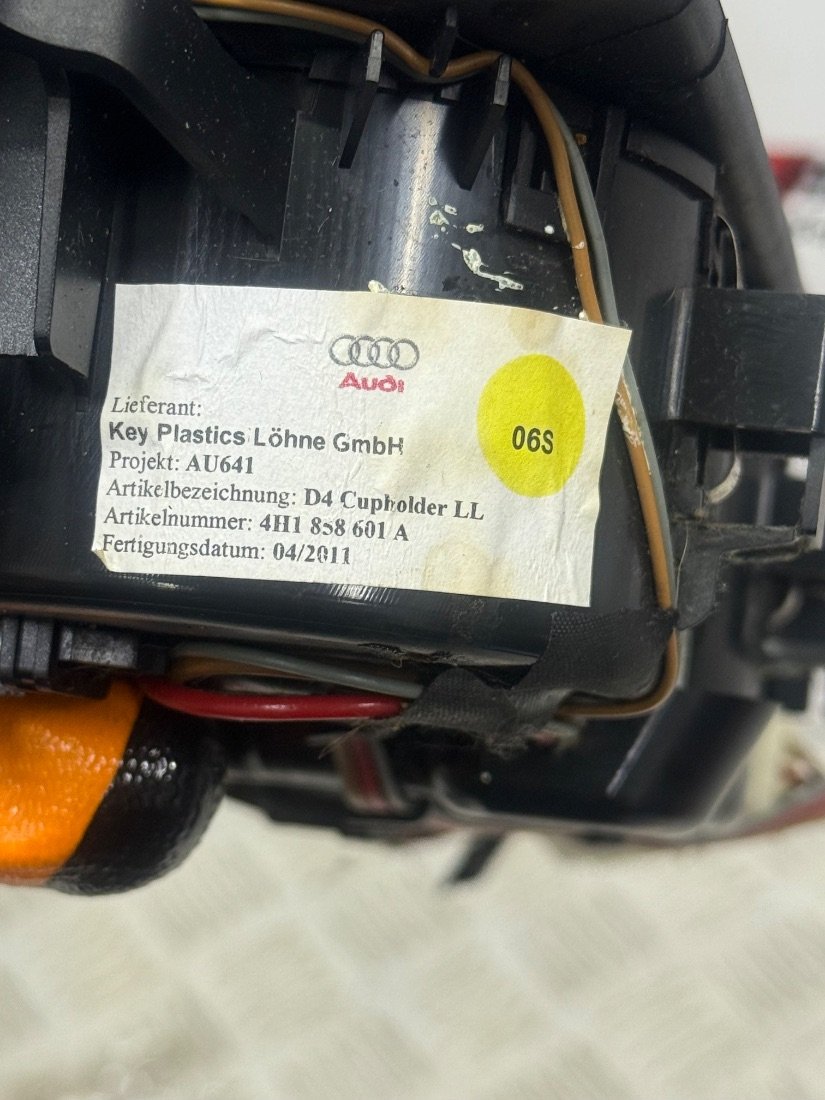 Audi
Lieferant:
Key Plastics Löhne GmbH
06S
Projekt: AU641
Artikelbezeichnung: D4 Cupholder LL
Artikelnummer: 4H1 858 601 A
Fertigungsdatum: 04/2011